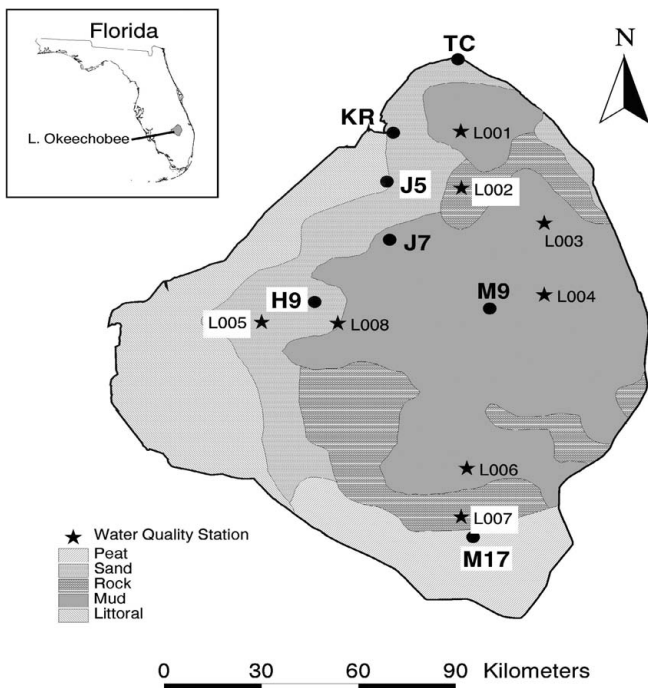 Florida
L. Okeechobee
N
TC
KR
L001
J5
L002
J7
L003
H9
M9
L004
L005
L008
L006
L007
M17
Water Quality Station
Peat
Sand
Rock
Mud
Littoral
0 30 60 90 Kilometers